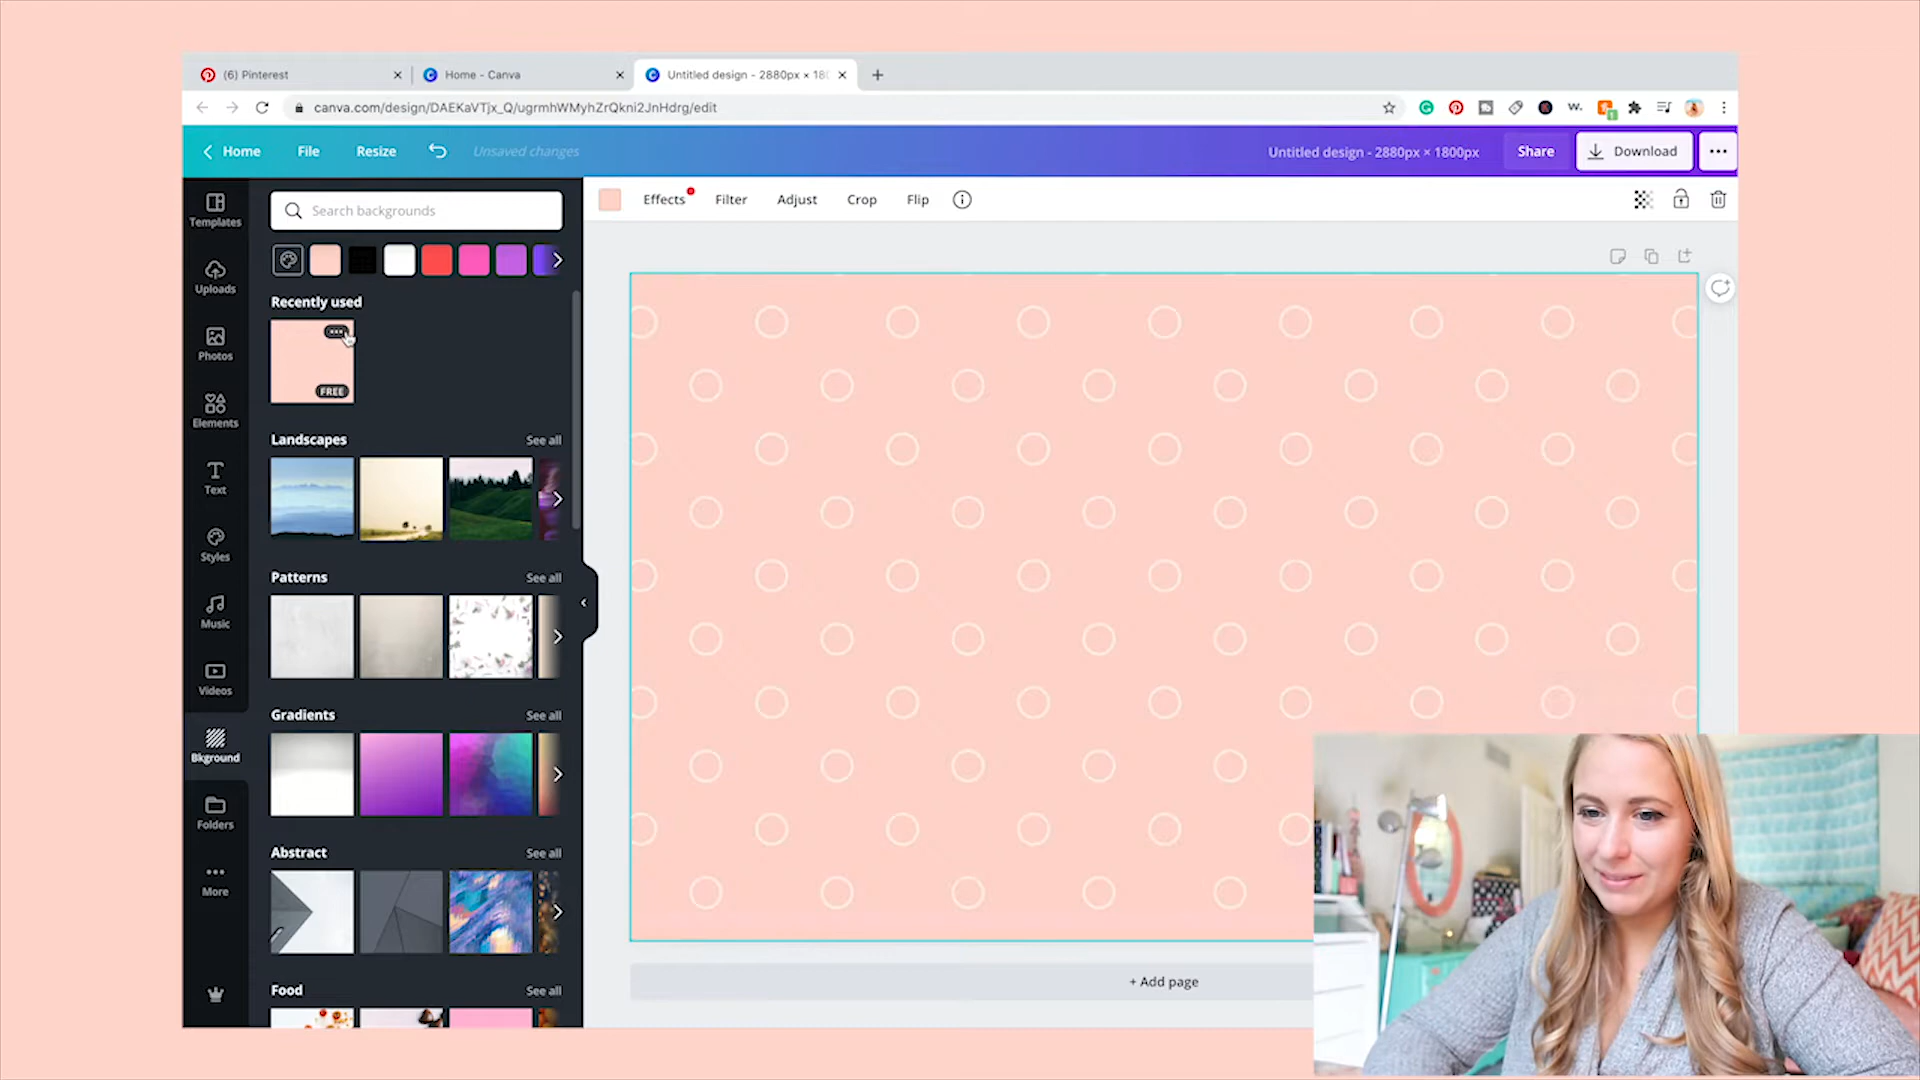 (6) Pinterest
Home - Canva
Untitled design - 2880px × 180
canva.com/design/DAEKaVTjx_Q/ugrmhWMyhZrQkni2JnHdrg/edit
W.
1
Home
File
Resize
Unsaved changes
Untitled design - 2880px × 1800px
Share
Download
Templates
Uploads
Photos
Elements
Text
Styles
Music
Videos
Bkground
Folders
More
Search backgrounds
Recently used
FREE
Landscapes
See all
Patterns
See all
Gradients
See all
Abstract
See all
Food
See all
Effects
Filter
Adjust
Crop
Flip
+ Add page